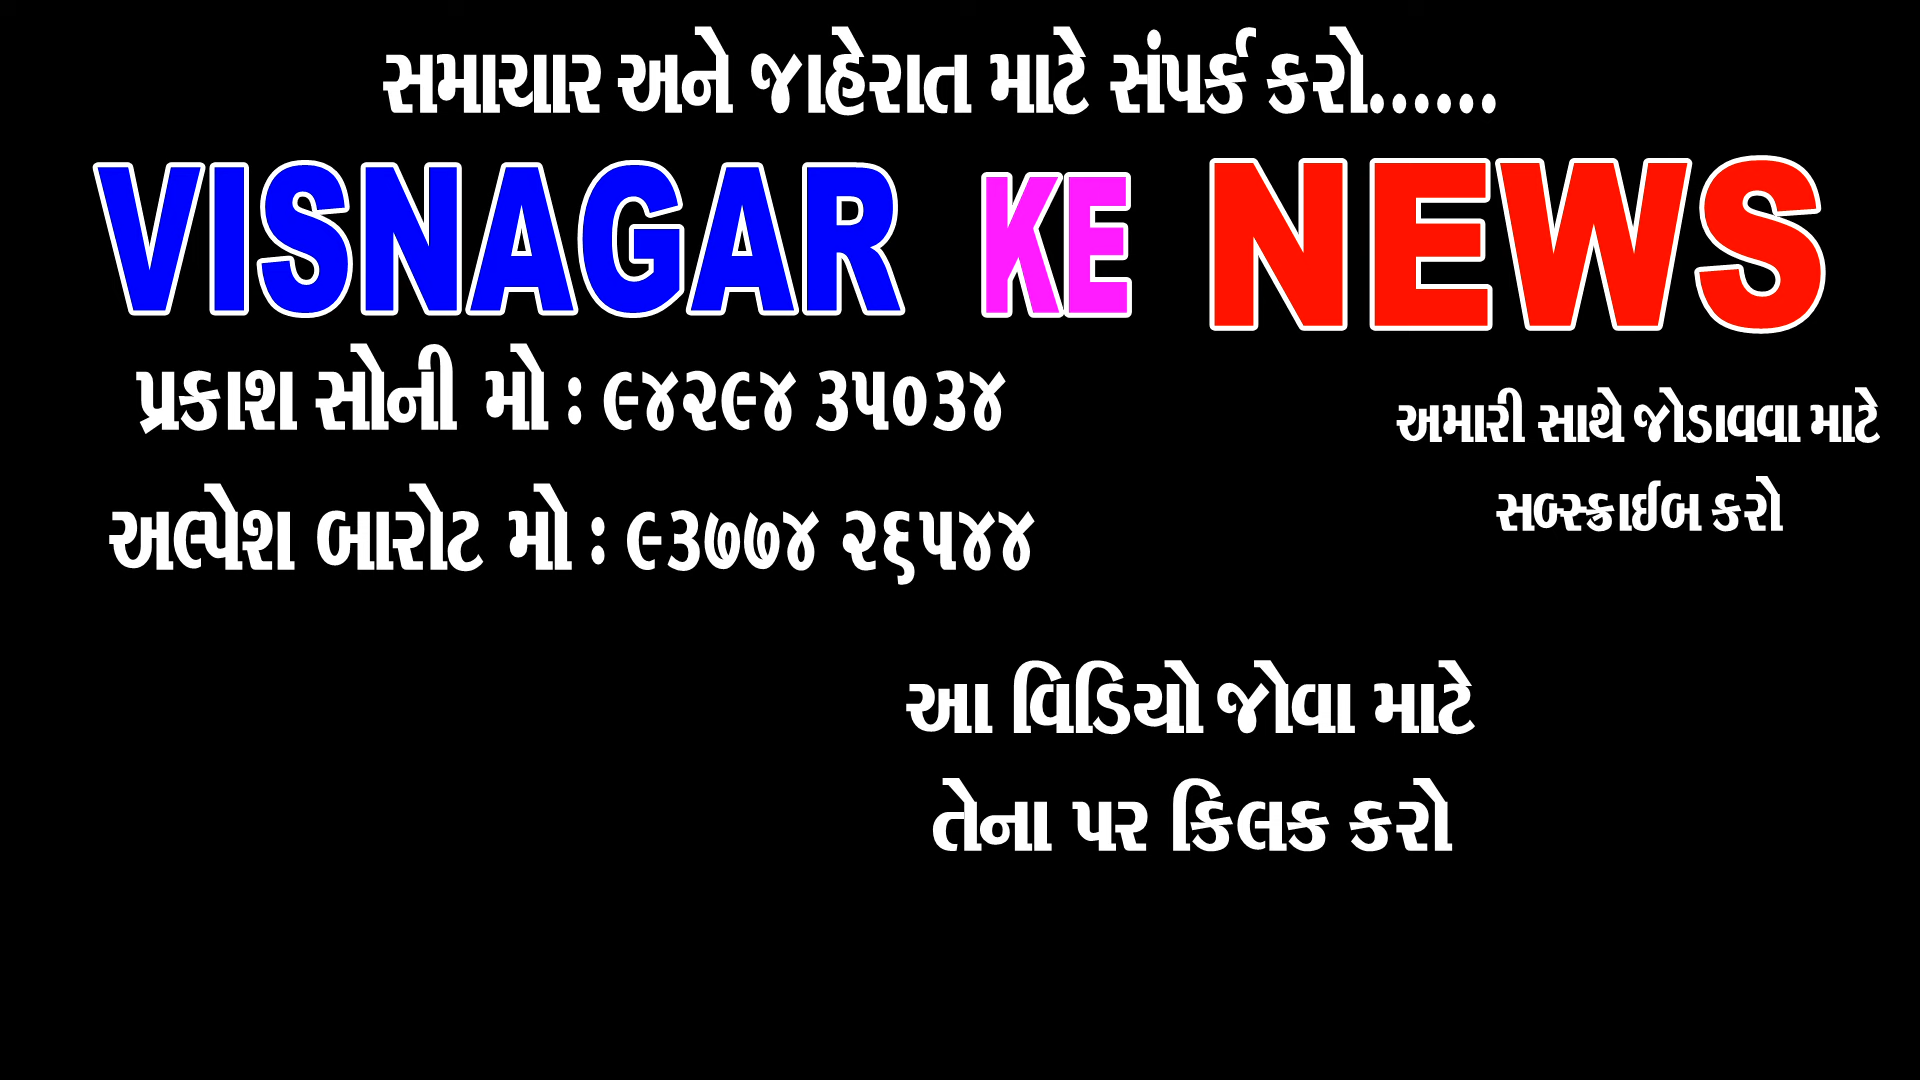 સમાચાર અને જાહેરાત માટે સંપર્ક કરો......
VISNAGAR KE NEWS
પ્રકાશ સોની મો : ૯૪૨૯૪ ૩૫૦૩૪
અમારી સાથે જોડાવવા માટે
સબ્સ્ક્રાઈબ કરો
અલ્પેશ બારોટ મો : ૯૩૭૭૪ ૨૬૫૪૪
આ વિડિયો જોવા માટે
તેના પર કિલક કરો